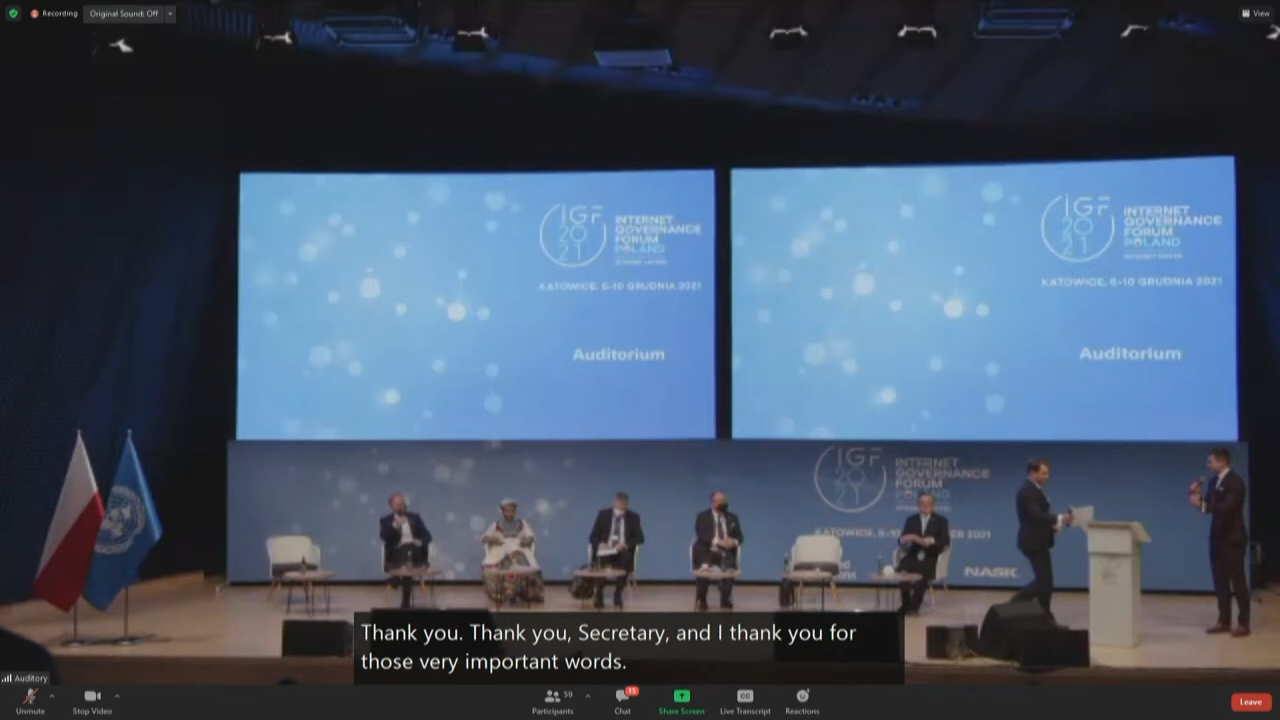 Recording
Original Sound: Off
View
IGF
20
21
INTERNET
GOVERNANCE
FORUM
POLAND
KATOWICE, 6-10 GRUDNIA 2021
Auditorium
IGF
20
21
INTERNET
GOVERNANCE
FORUM
POLAND
KATOWICE, 6-10 GRUDNIA 2021
Auditorium
IGF
20
21
INTERNET
GOVERNANCE
FORUM
POLAND
NASK
Thank you. Thank you, Secretary, and I thank you for
those very important words.
Auditory
Unmute
Stop Video
Participants
59
Chat
15
Share Screen
CC
Live Transcript
Reactions
Leave